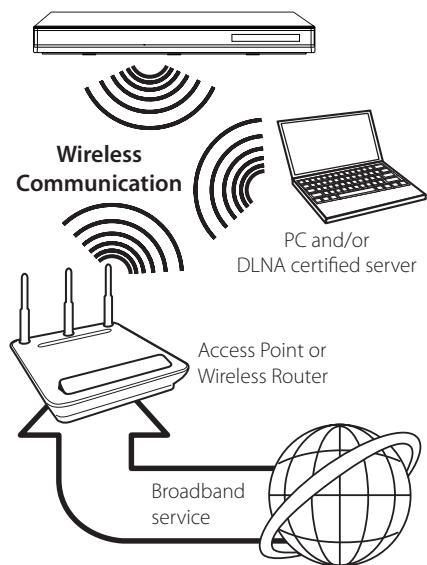 Wireless
Communication
PC and/or
DLNA certified server
Access Point or
Wireless Router
Broadband
service